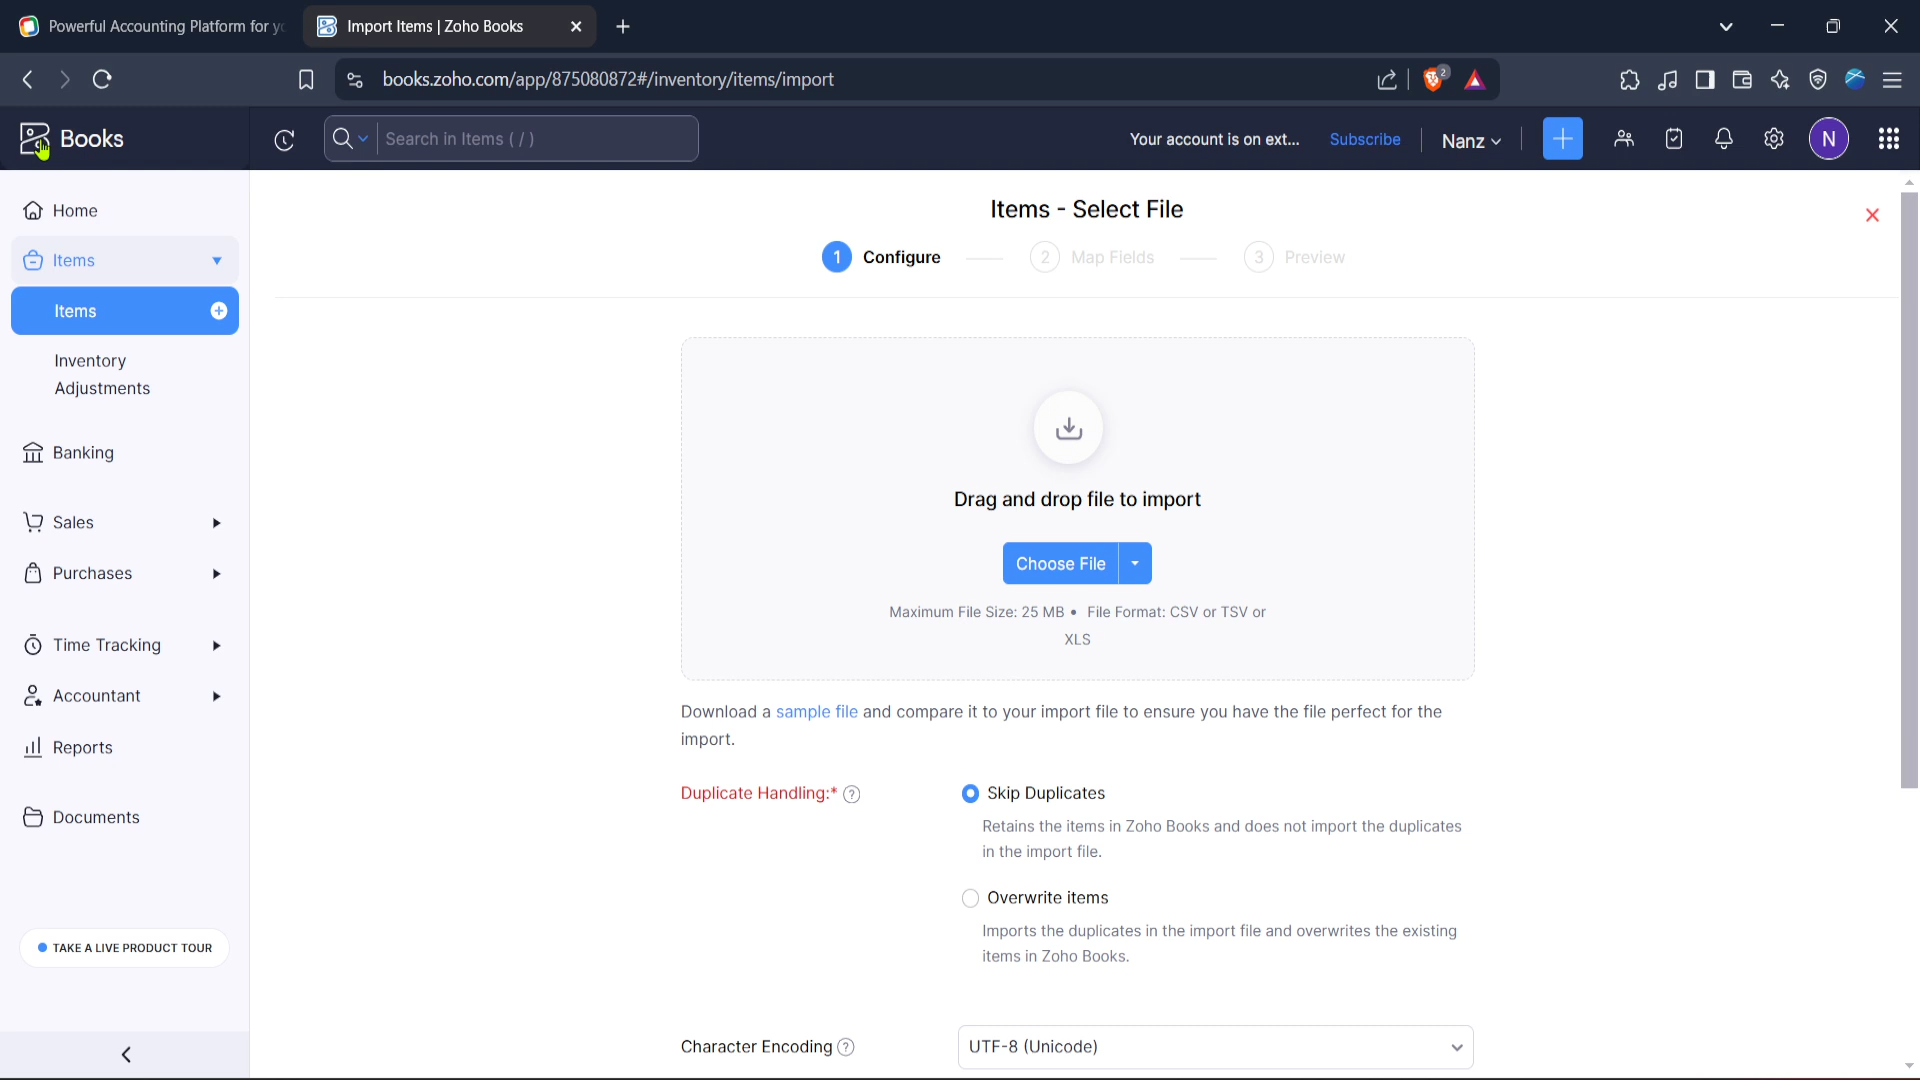 Powerful Accounting Platform for yo
Import Items | Zoho Books
books.zoho.com/app/875080872#/inventory/items/import
2
Books
Search in Items ( / )
Your account is on ext...
Subscribe
Nanz
N
Home
Items
Items
Inventory
Adjustments
Banking
Sales
Purchases
Time Tracking
Accountant
Reports
Documents
TAKE A LIVE PRODUCT TOUR
Items - Select File
1 Configure
2 Map Fields
3 Preview
Drag and drop file to import
Choose File
Maximum File Size: 25 MB • File Format: CSV or TSV or
XLS
Download a sample file and compare it to your import file to ensure you have the file perfect for the
import.
Duplicate Handling:* ?
Skip Duplicates
Retains the items in Zoho Books and does not import the duplicates
in the import file.
Overwrite items
Imports the duplicates in the import file and overwrites the existing
items in Zoho Books.
Character Encoding ?
UTF-8 (Unicode)